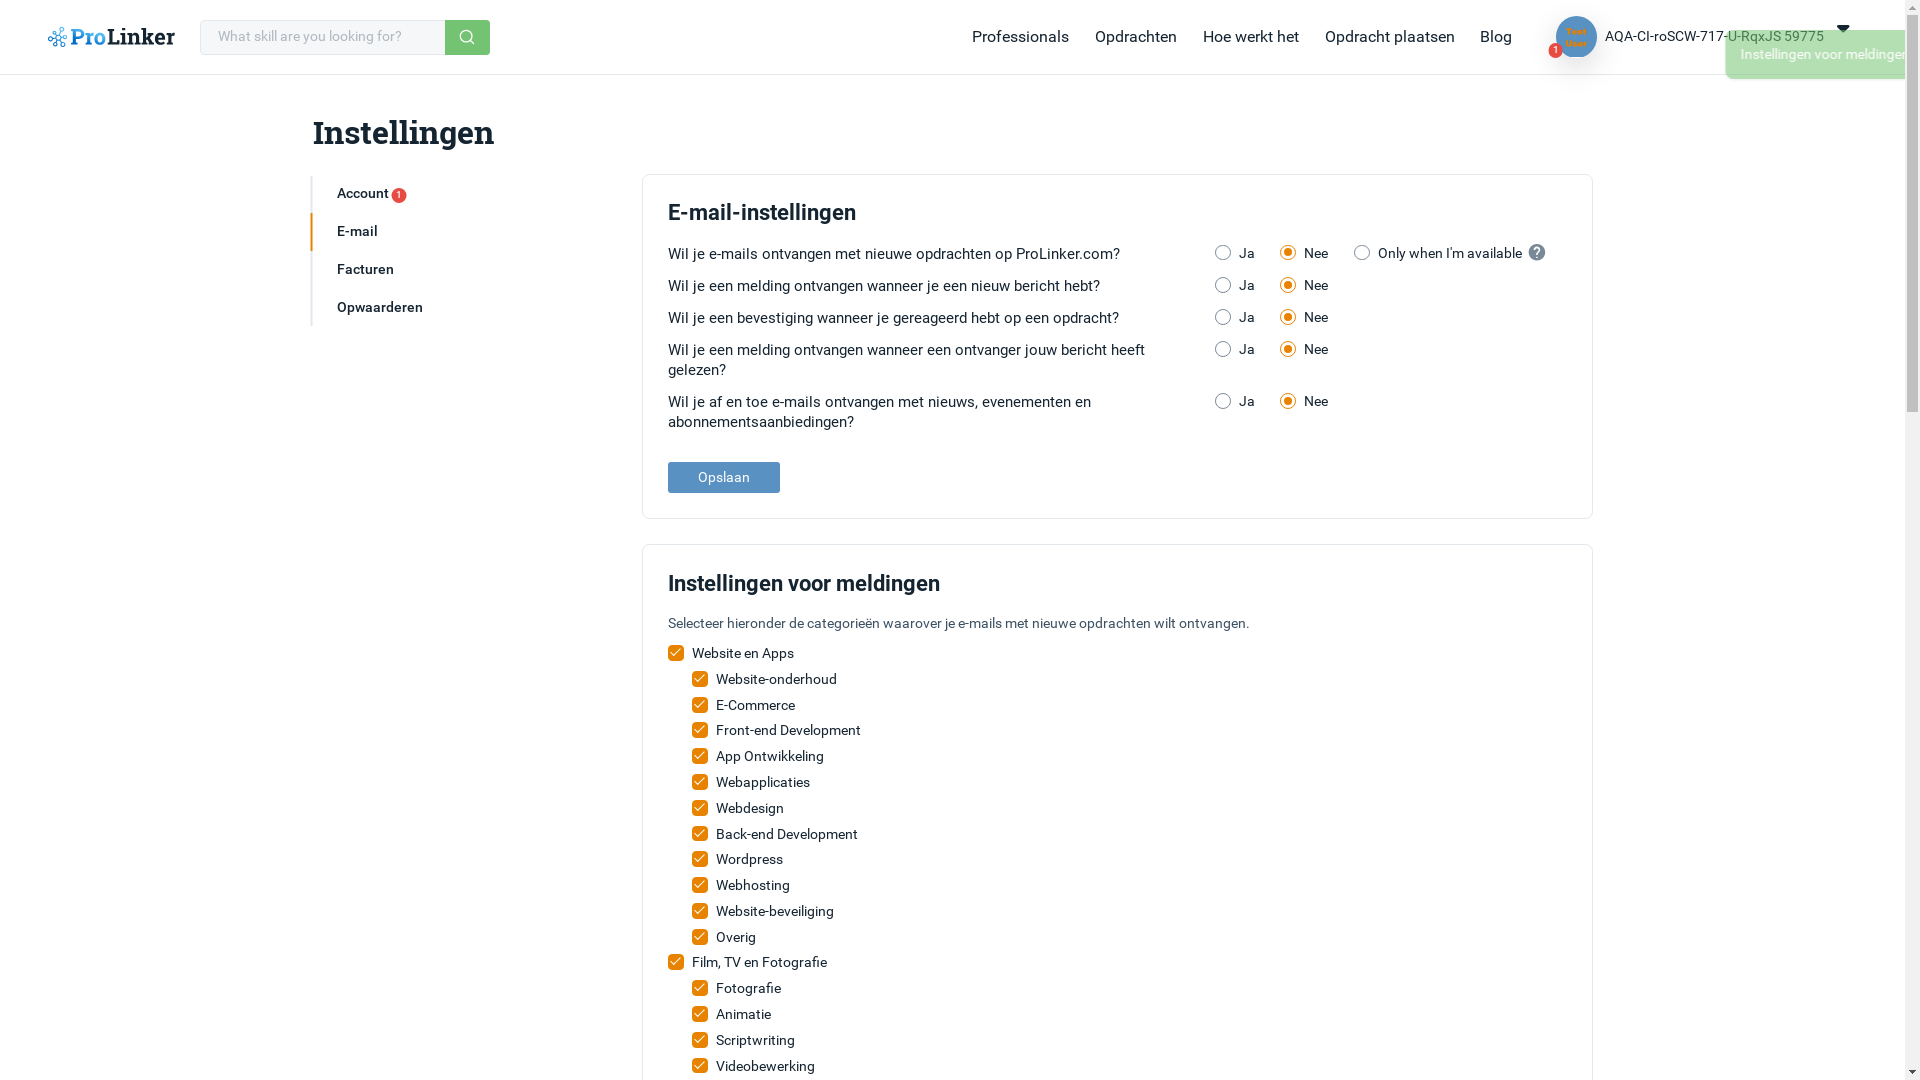 ProLinker
What skill are you looking for?
Professionals
Opdrachten
Hoe werkt het
Opdracht plaatsen
Blog
1
AQA-CI-roSCW-717-U-RqxJS 59775
Instellingen voor meldingen
Instellingen
Account 1
E-mail
Facturen
Opwaarderen
E-mail-instellingen
Wil je e-mails ontvangen met nieuwe opdrachten op ProLinker.com? Ja Nee Only when I'm available ?
Wil je een melding ontvangen wanneer je een nieuw bericht hebt? Ja Nee
Wil je een bevestiging wanneer je gereageerd hebt op een opdracht? Ja Nee
Wil je een melding ontvangen wanneer een ontvanger jouw bericht heeft Ja Nee
gelezen?
Wil je af en toe e-mails ontvangen met nieuws, evenementen en Ja Nee
abonnementsaanbiedingen?
Opslaan
Instellingen voor meldingen
Selecteer hieronder de categorieën waarover je e-mails met nieuwe opdrachten wilt ontvangen.
Website en Apps
Website-onderhoud
E-Commerce
Front-end Development
App Ontwikkeling
Webapplicaties
Webdesign
Back-end Development
Wordpress
Webhosting
Website-beveiliging
Overig
Film, TV en Fotografie
Fotografie
Animatie
Scriptwriting
Videobewerking